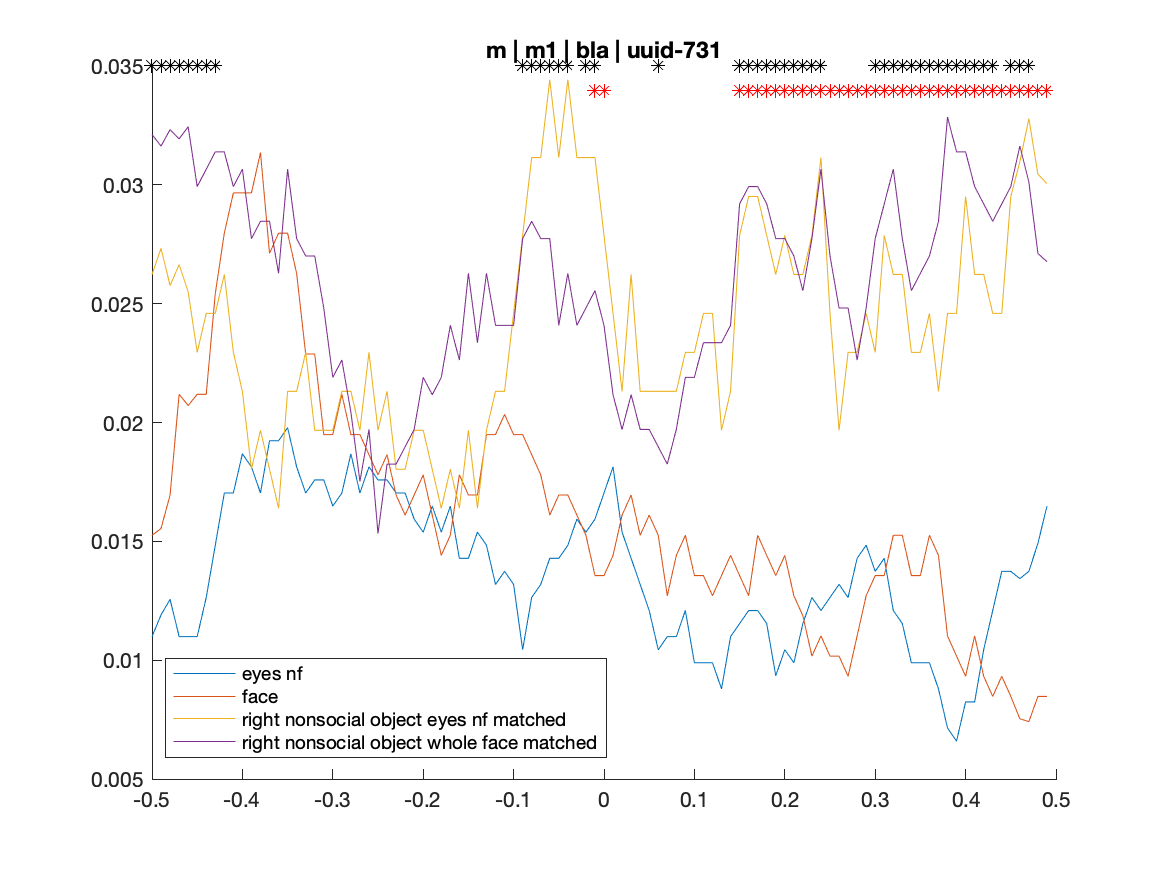 m | m1 | bla | uuid-731
0.035
0.03
0.025
0.02
0.015
0.01
0.005
eyes nf
face
right nonsocial object eyes nf matched
right nonsocial object whole face matched
-0.5 -0.4 -0.3 -0.2 -0.1 0 0.1 0.2 0.3 0.4 0.5